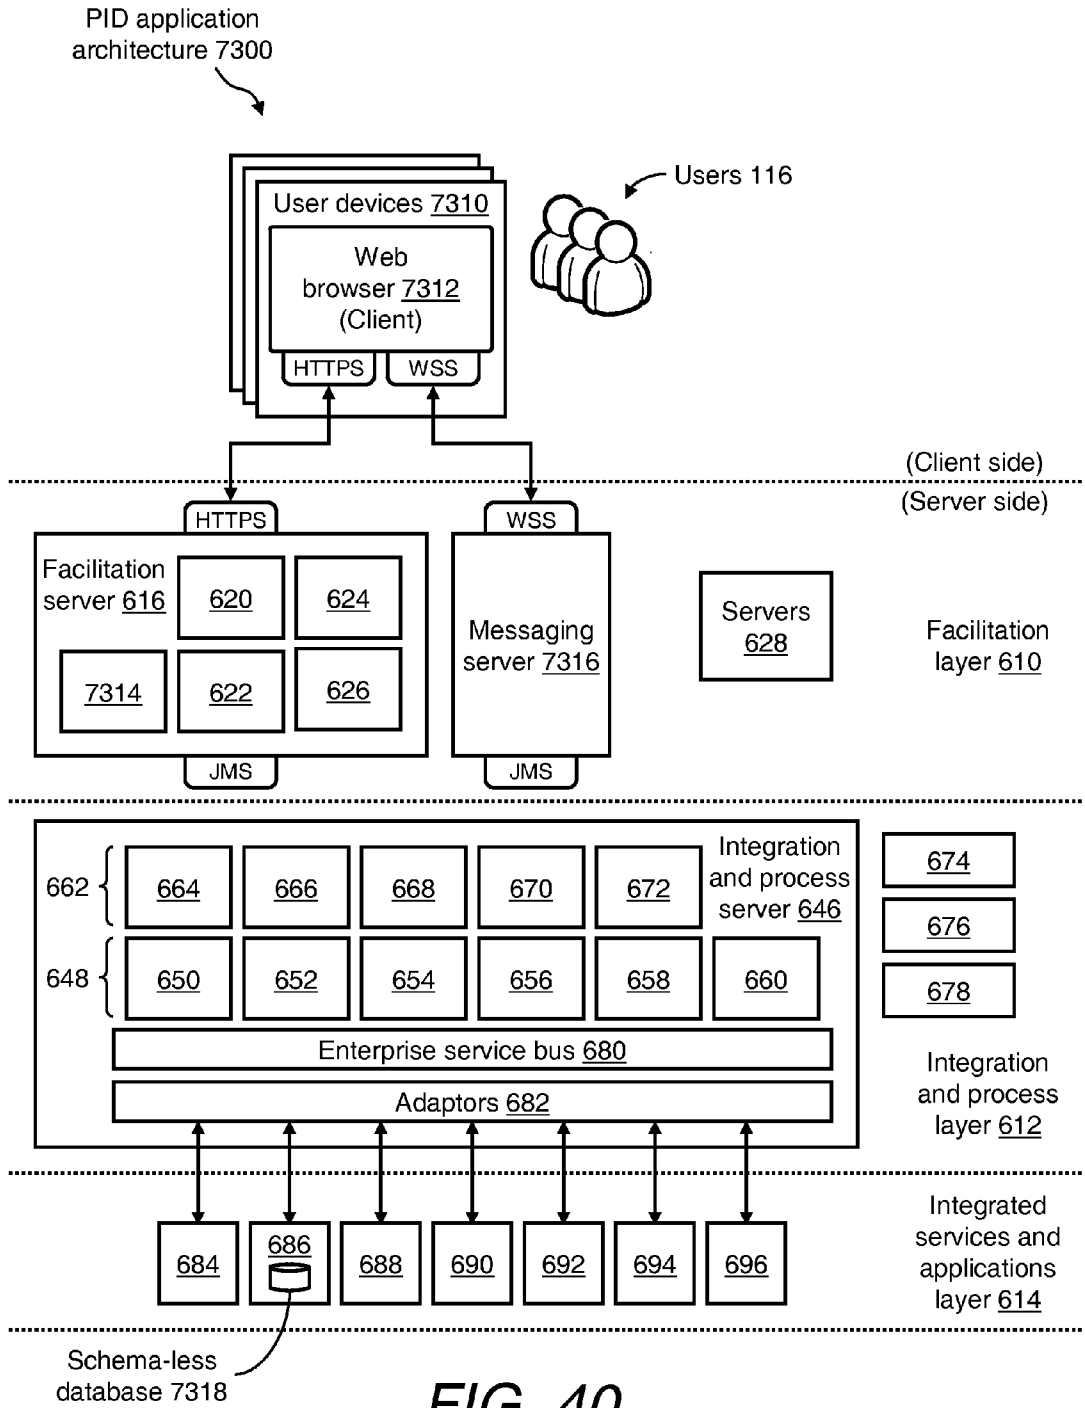 PID application
architecture 7300
Users 116
User devices 7310
Web
browser 7312
(Client)
HTTPS
WSS
(Client side)
(Server side)
HTTPS
WSS
Facilitation
server 616
620
624
7314
622
626
JMS
Messaging
server 7316
JMS
Servers
628
Facilitation
layer 610
662
664
666
668
670
672
Integration
and process
server 646
648
650
652
654
656
658
660
Enterprise service bus 680
Adaptors 682
674
676
678
Integration
and process
layer 612
684
686
688
690
692
694
696
Integrated
services and
applications
layer 614
Schema-less
database 7318
FIG. 40